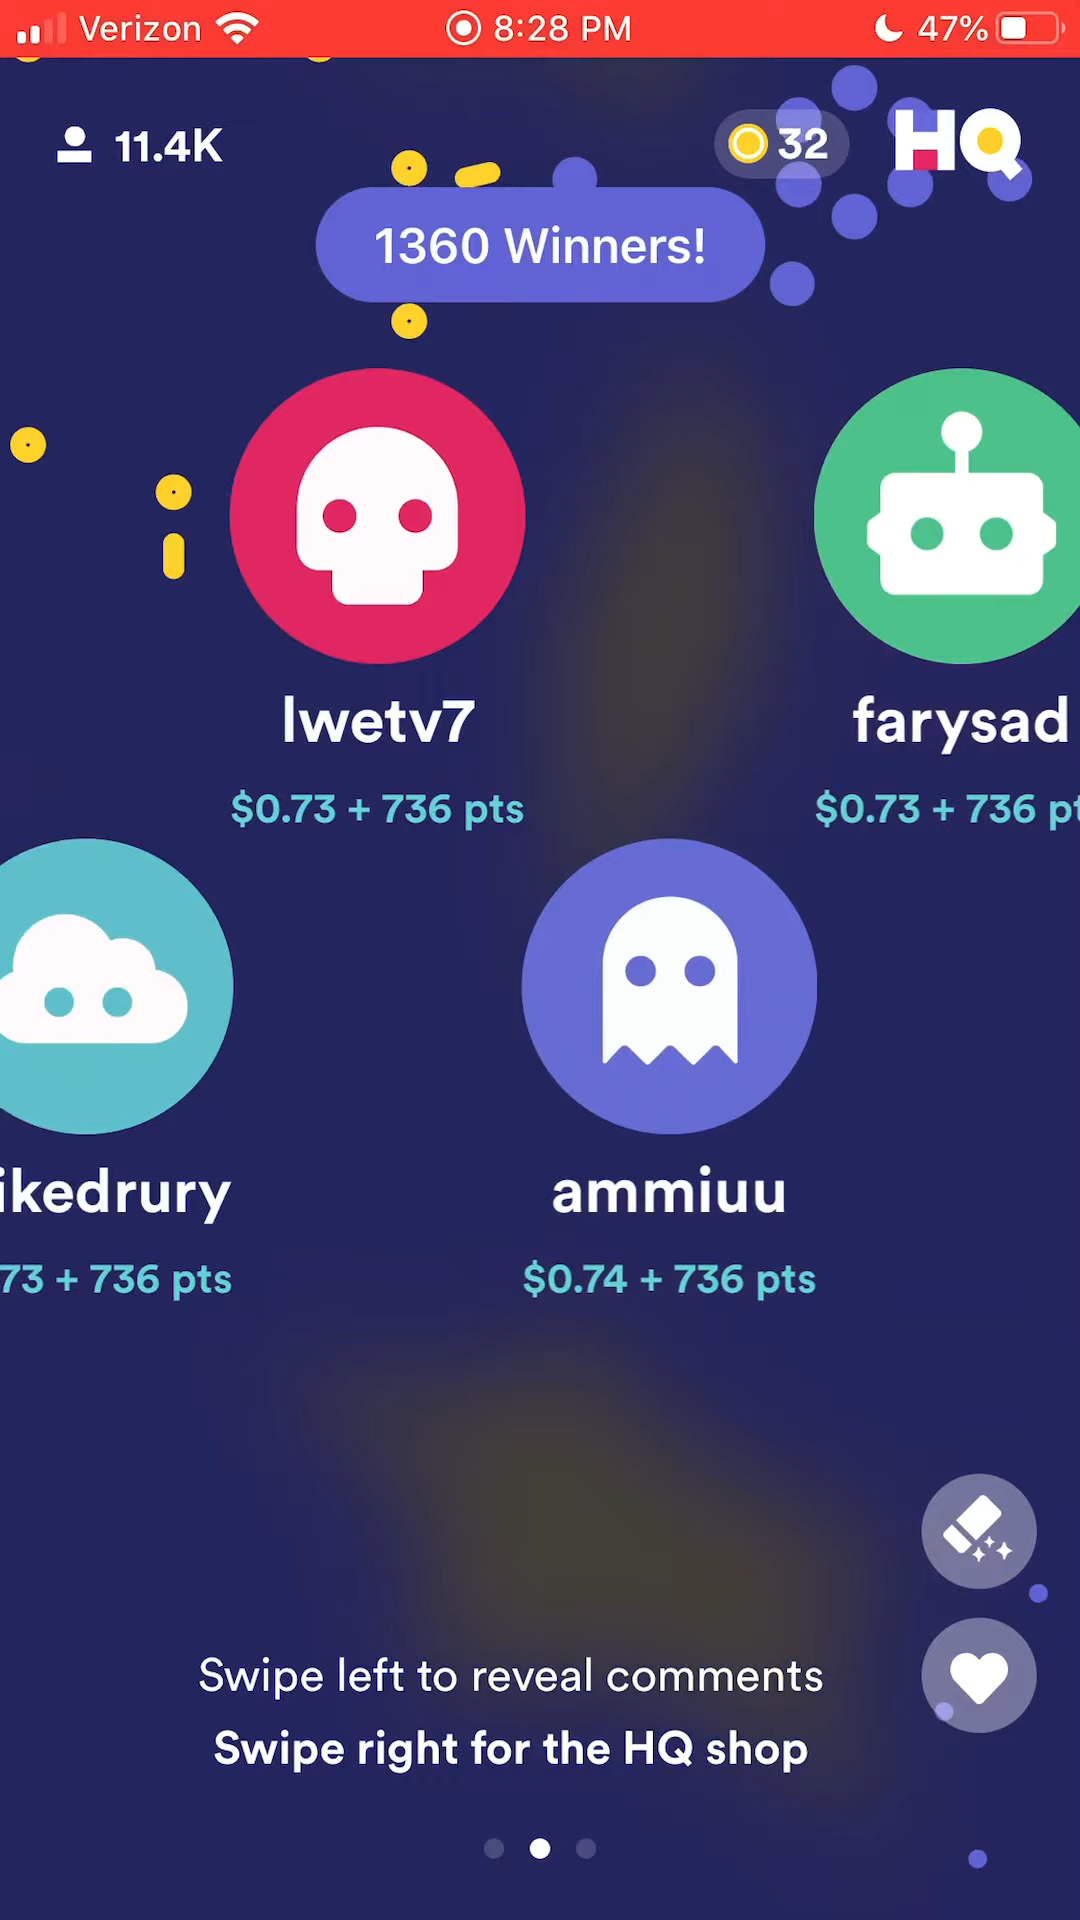 Verizon 8:28 PM 47%
11.4K 32 HQ
1360 Winners!
lwetv7 farysad
$0.73 + 736 pts $0.73 + 736 pt
ikedrury ammiuu
73 + 736 pts $0.74 + 736 pts
Swipe left to reveal comments
Swipe right for the HQ shop